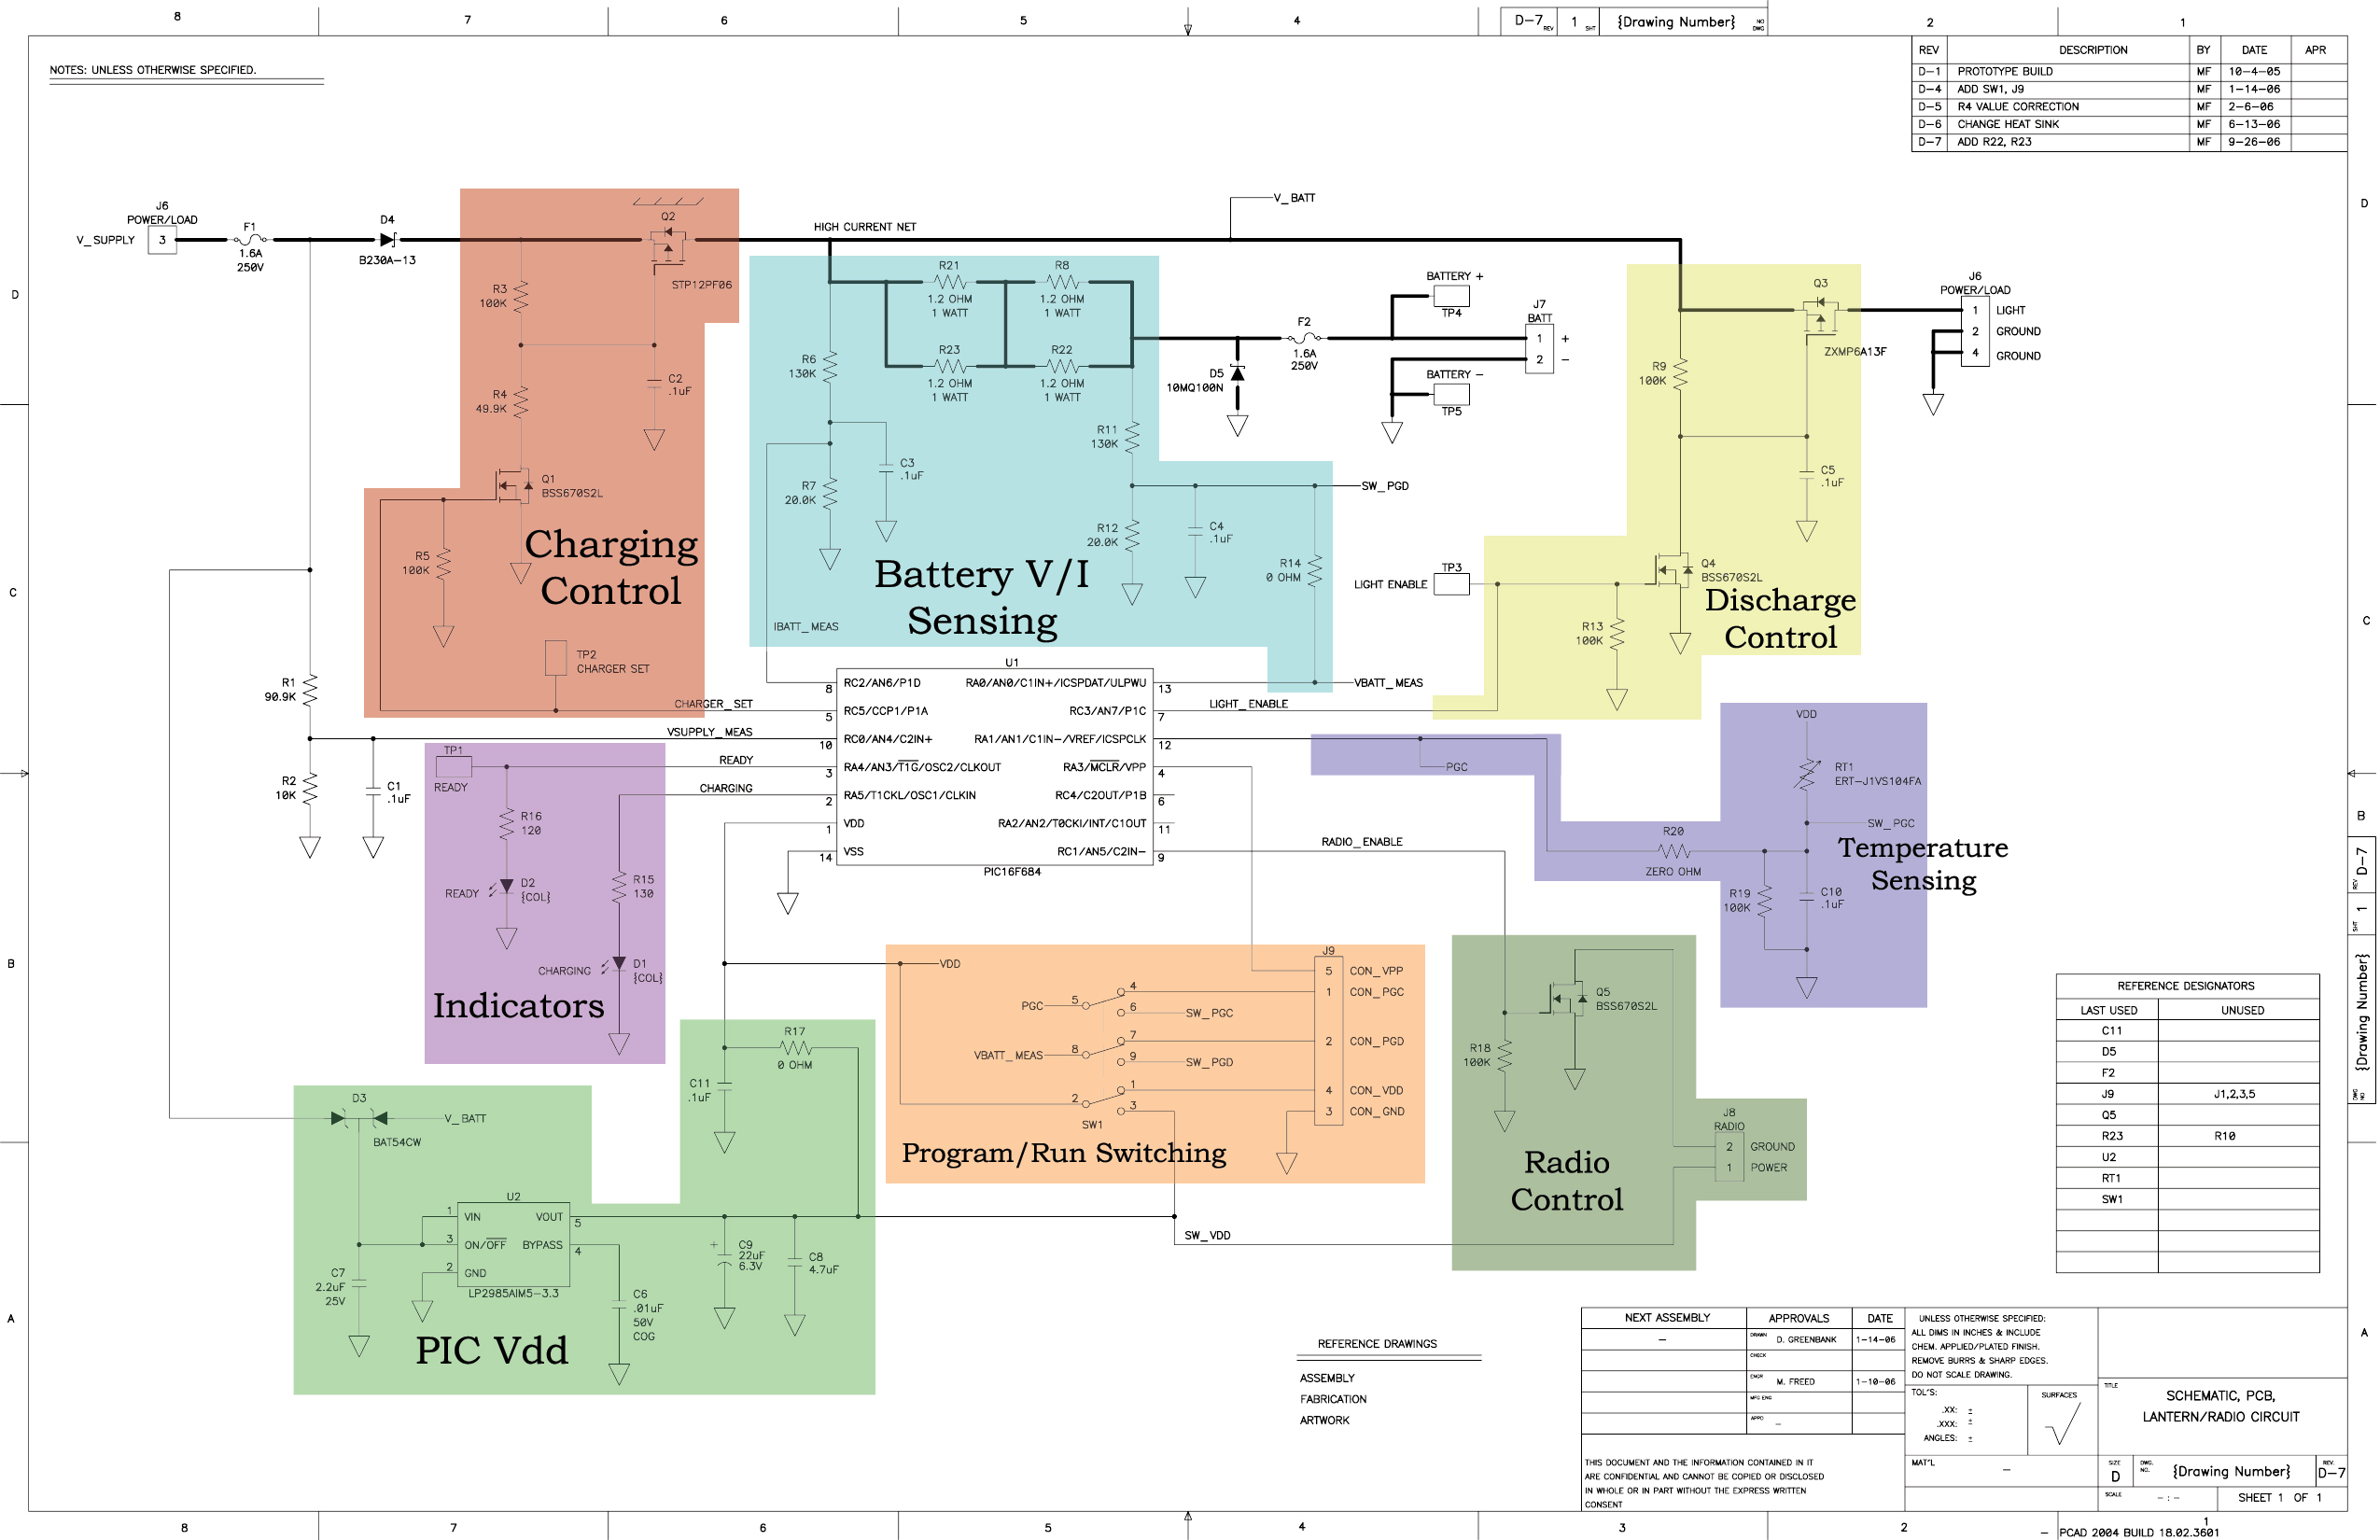 8 7 6 5 4 2 1
D-7 REV 1 SHT {Drawing Number} NO DWG
NOTES: UNLESS OTHERWISE SPECIFIED.
REV DESCRIPTION BY DATE APR
D-1 PROTOTYPE BUILD MF 10-4-05
D-4 ADD SW1, J9 MF 1-14-06
D-5 R4 VALUE CORRECTION MF 2-6-06
D-6 CHANGE HEAT SINK MF 6-13-06
D-7 ADD R22, R23 MF 9-26-06
D
D
C
C
B
B
A
A
J6
POWER/LOAD
V_SUPPLY 3
F1
1.6A
250V
D4
B230A-13
Q2
STP12PF06
R3
100K
R4
49.9K
C2
.1uF
Q1
BSS670S2L
R5
100K
Charging
Control
TP2
CHARGER SET
HIGH CURRENT NET
V_BATT
R21
1.2 OHM
1 WATT
R8
1.2 OHM
1 WATT
R23
1.2 OHM
1 WATT
R22
1.2 OHM
1 WATT
R6
130K
R7
20.0K
C3
.1uF
R11
130K
R12
20.0K
C4
.1uF
SW_PGD
R14
0 OHM
Battery V/I
Sensing
IBATT_MEAS
D5
10MQ100N
F2
1.6A
250V
BATTERY +
TP4
BATTERY -
TP5
J7
BATT
1 +
2 -
Q3
ZXMP6A13F
R9
100K
C5
.1uF
J6
POWER/LOAD
1 LIGHT
2 GROUND
4 GROUND
TP3
LIGHT ENABLE
Q4
BSS670S2L
R13
100K
Discharge
Control
R1
90.9K
R2
10K
C1
.1uF
U1
8 RC2/AN6/P1D RA0/AN0/C1IN+/ICSPDAT/ULPWU 13
5 RC5/CCP1/P1A RC3/AN7/P1C 7
10 RC0/AN4/C2IN+ RA1/AN1/C1IN-/VREF/ICSPCLK 12
3 RA4/AN3/T1G/OSC2/CLKOUT RA3/MCLR/VPP 4
2 RA5/T1CKL/OSC1/CLKIN RC4/C2OUT/P1B 6
1 VDD RA2/AN2/T0CKI/INT/C1OUT 11
14 VSS RC1/AN5/C2IN- 9
PIC16F684
CHARGER_SET
VSUPPLY_MEAS
READY
CHARGING
VBATT_MEAS
LIGHT_ENABLE
PGC
RADIO_ENABLE
TP1
READY
R16
120
READY
D2
{COL}
R15
130
CHARGING
D1
{COL}
Indicators
VDD
RT1
ERT-J1VS104FA
SW_PGC
R20
ZERO OHM
R19
100K
C10
.1uF
Temperature
Sensing
VDD
PGC 5 4
6 SW_PGC
VBATT_MEAS 8 7
9 SW_PGD
2 1
3
SW1
J9
5 CON_VPP
1 CON_PGC
2 CON_PGD
4 CON_VDD
3 CON_GND
Program/Run Switching
Q5
BSS670S2L
R18
100K
J8
RADIO
2 GROUND
1 POWER
Radio
Control
SW_VDD
R17
0 OHM
C11
.1uF
D3
V_BATT
BAT54CW
U2
1 VIN VOUT 5
3 ON/OFF BYPASS 4
2 GND
LP2985AIM5-3.3
C7
2.2uF
25V
C6
.01uF
50V
COG
C9
22uF
6.3V
+
C8
4.7uF
PIC Vdd
REV D-7
SHT 1
DWG NO {Drawing Number}
REFERENCE DESIGNATORS
LAST USED UNUSED
C11
D5
F2
J9 J1,2,3,5
Q5
R23 R10
U2
RT1
SW1
REFERENCE DRAWINGS
ASSEMBLY
FABRICATION
ARTWORK
NEXT ASSEMBLY APPROVALS DATE
- DRAWN D. GREENBANK 1-14-06
CHECK
ENGR M. FREED 1-10-06
MFG ENG
APPD -
THIS DOCUMENT AND THE INFORMATION CONTAINED IN IT
ARE CONFIDENTIAL AND CANNOT BE COPIED OR DISCLOSED
IN WHOLE OR IN PART WITHOUT THE EXPRESS WRITTEN
CONSENT
UNLESS OTHERWISE SPECIFIED:
ALL DIMS IN INCHES & INCLUDE
CHEM. APPLIED/PLATED FINISH.
REMOVE BURRS & SHARP EDGES.
DO NOT SCALE DRAWING.
TOL'S:
.XX: ±
.XXX: ±
ANGLES: ±
SURFACES
MAT'L -
TITLE
SCHEMATIC, PCB,
LANTERN/RADIO CIRCUIT
SIZE D DWG. NO. {Drawing Number} REV. D-7
SCALE -:- SHEET 1 OF 1
8 7 6 5 4 3 2 1
- PCAD 2004 BUILD 18.02.3601